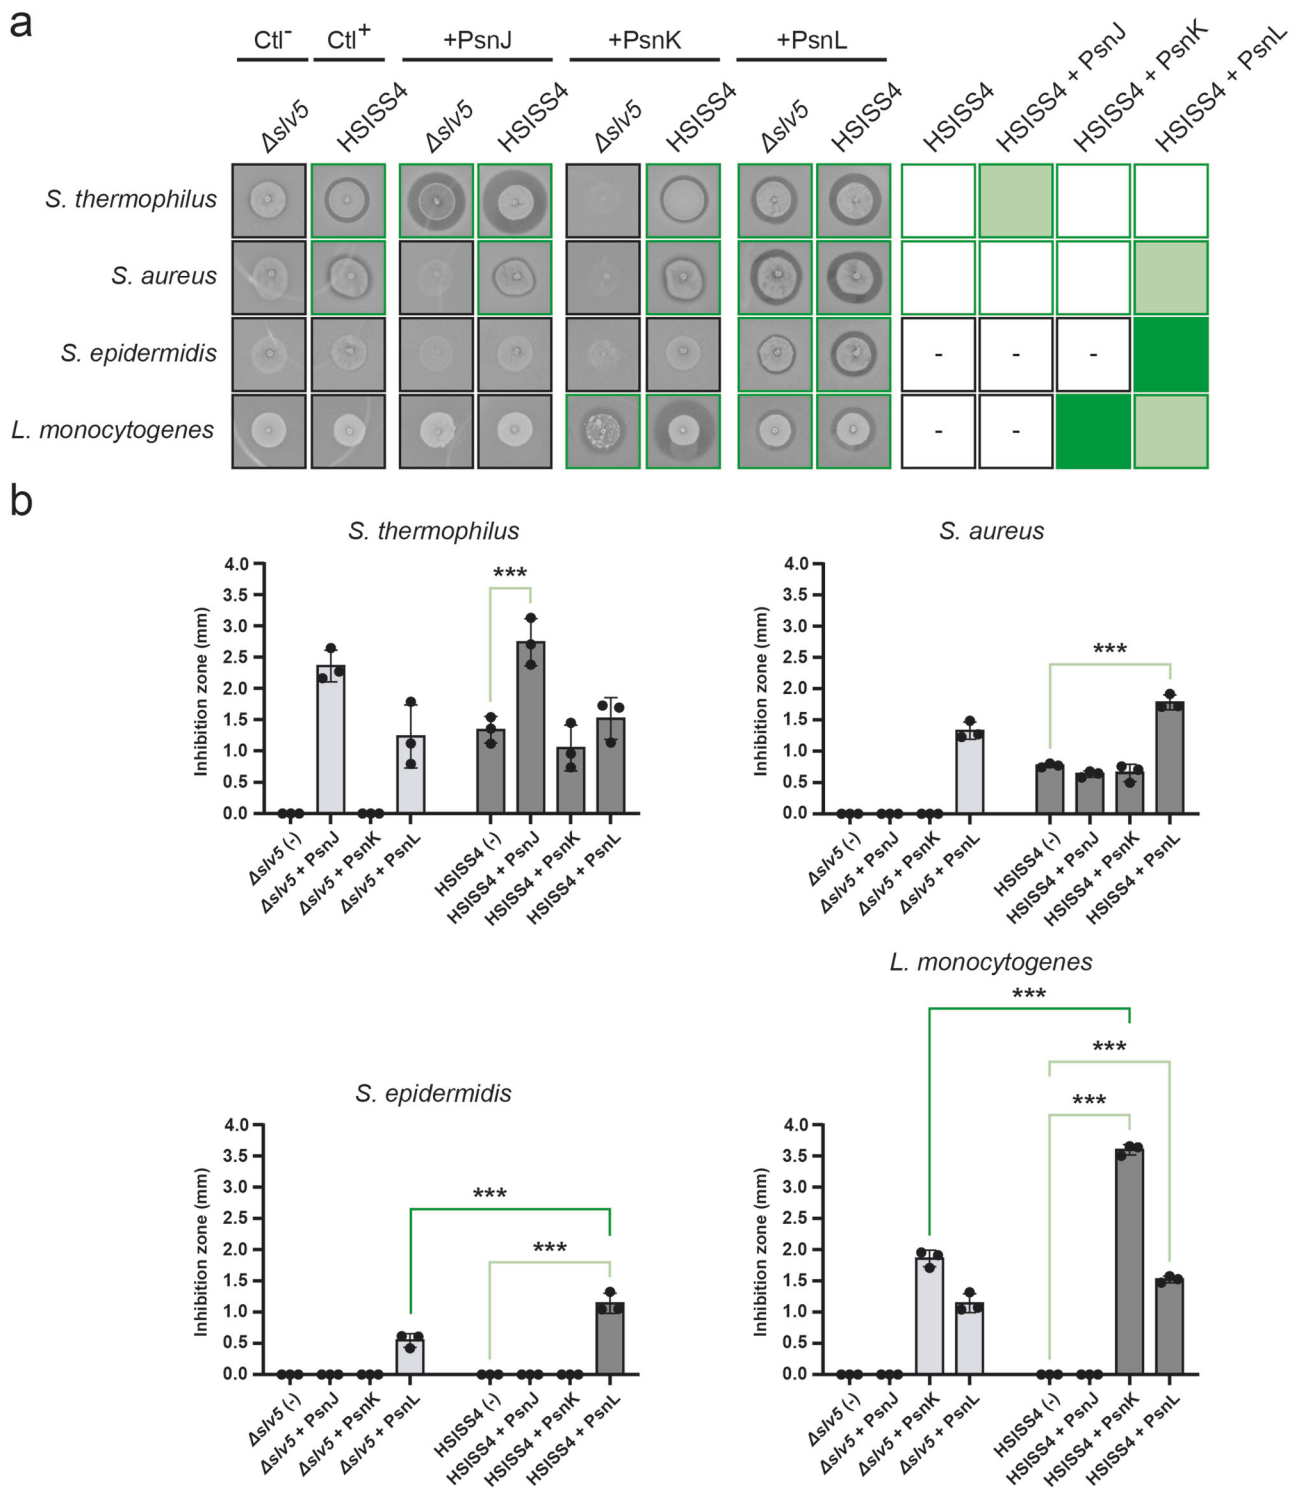 a
Ctl⁻ Ctl⁺ +PsnJ +PsnK +PsnL
Δslv5 HSISS4 Δslv5 HSISS4 Δslv5 HSISS4 Δslv5 HSISS4 HSISS4 HSISS4 + PsnJ HSISS4 + PsnK HSISS4 + PsnL
S. thermophilus
S. aureus
S. epidermidis - - -
L. monocytogenes - -
b
S. thermophilus
***
Inhibition zone (mm)
4.0
3.5
3.0
2.5
2.0
1.5
1.0
0.5
0.0
Δslv5 (-)
Δslv5 + PsnJ
Δslv5 + PsnK
Δslv5 + PsnL
HSISS4 (-)
HSISS4 + PsnJ
HSISS4 + PsnK
HSISS4 + PsnL
S. aureus
***
Inhibition zone (mm)
4.0
3.5
3.0
2.5
2.0
1.5
1.0
0.5
0.0
Δslv5 (-)
Δslv5 + PsnJ
Δslv5 + PsnK
Δslv5 + PsnL
HSISS4 (-)
HSISS4 + PsnJ
HSISS4 + PsnK
HSISS4 + PsnL
S. epidermidis
***
***
Inhibition zone (mm)
4.0
3.5
3.0
2.5
2.0
1.5
1.0
0.5
0.0
Δslv5 (-)
Δslv5 + PsnJ
Δslv5 + PsnK
Δslv5 + PsnL
HSISS4 (-)
HSISS4 + PsnJ
HSISS4 + PsnK
HSISS4 + PsnL
L. monocytogenes
***
***
***
Inhibition zone (mm)
4.0
3.5
3.0
2.5
2.0
1.5
1.0
0.5
0.0
Δslv5 (-)
Δslv5 + PsnJ
Δslv5 + PsnK
Δslv5 + PsnL
HSISS4 (-)
HSISS4 + PsnJ
HSISS4 + PsnK
HSISS4 + PsnL